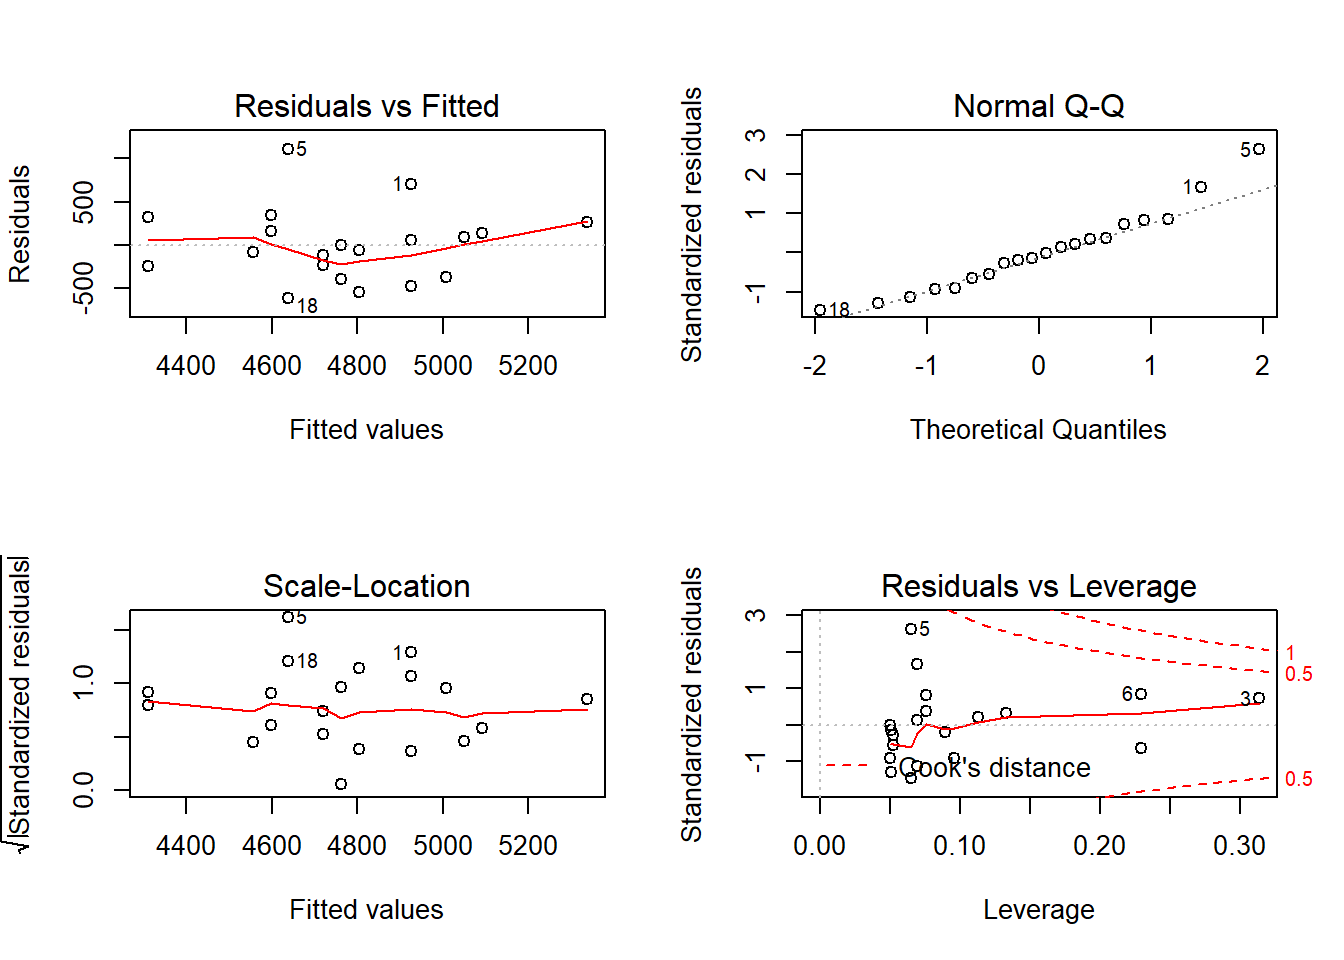 Residuals vs Fitted
Residuals
500
-500
5
1
18
4400 4600 4800 5000 5200
Fitted values
Normal Q-Q
Standardized residuals
3
2
1
-1
5
1
18
-2 -1 0 1 2
Theoretical Quantiles
Scale-Location
√|Standardized residuals|
1.0
0.0
5
18
1
4400 4600 4800 5000 5200
Fitted values
Residuals vs Leverage
Standardized residuals
3
1
-1
5
6
3
1
0.5
0.5
Cook's distance
0.00 0.10 0.20 0.30
Leverage